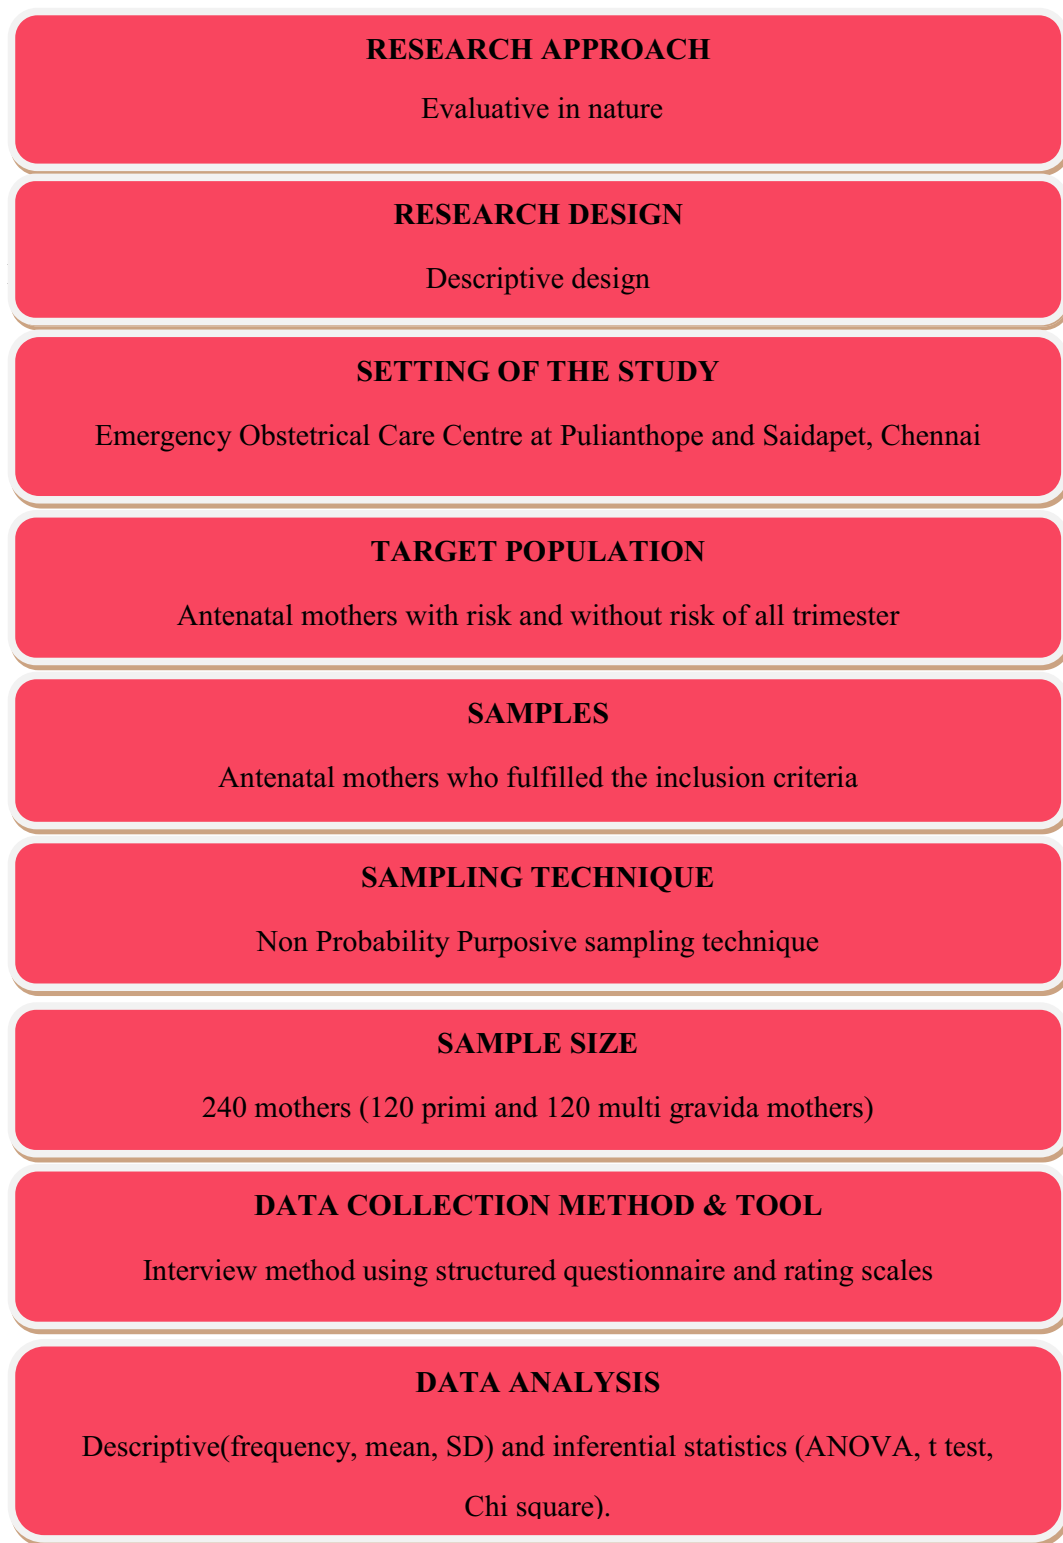 RESEARCH APPROACH
Evaluative in nature
RESEARCH DESIGN
Descriptive design
SETTING OF THE STUDY
Emergency Obstetrical Care Centre at Pulianthope and Saidapet, Chennai
TARGET POPULATION
Antenatal mothers with risk and without risk of all trimester
SAMPLES
Antenatal mothers who fulfilled the inclusion criteria
SAMPLING TECHNIQUE
Non Probability Purposive sampling technique
SAMPLE SIZE
240 mothers (120 primi and 120 multi gravida mothers)
DATA COLLECTION METHOD & TOOL
Interview method using structured questionnaire and rating scales
DATA ANALYSIS
Descriptive(frequency, mean, SD) and inferential statistics (ANOVA, t test,
Chi square).